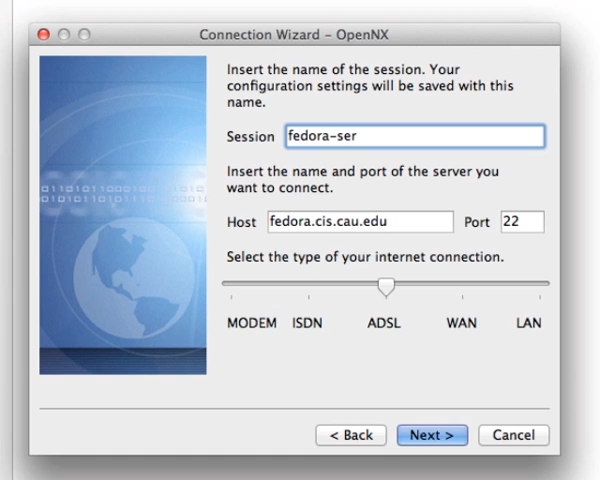 Connection Wizard – OpenNX
Insert the name of the session. Your
configuration settings will be saved with this
name.
Session fedora-ser
Insert the name and port of the server you
want to connect.
Host fedora.cis.cau.edu Port 22
Select the type of your internet connection.
MODEM ISDN ADSL WAN LAN
< Back Next > Cancel